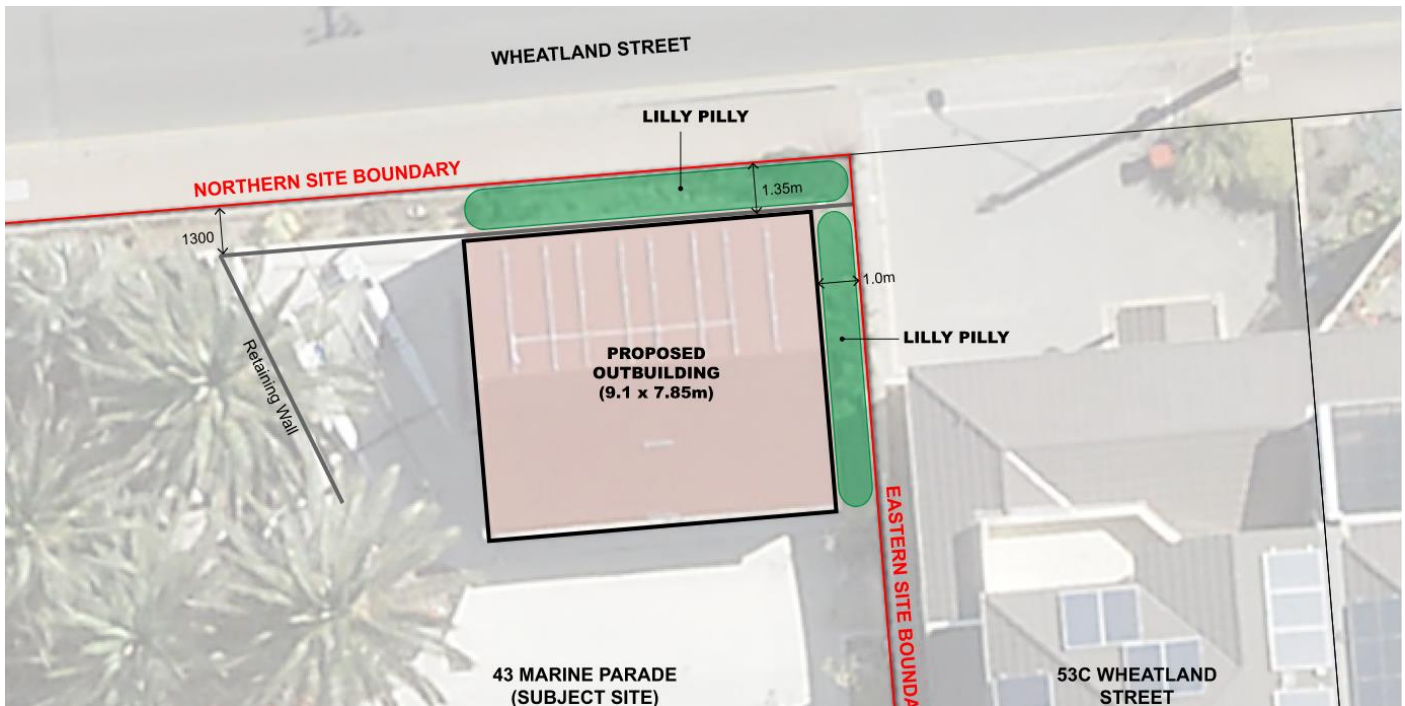 WHEATLAND STREET
LILLY PILLY
NORTHERN SITE BOUNDARY
1.35m
1300
1.0m
Retaining Wall
LILLY PILLY
PROPOSED
OUTBUILDING
(9.1 x 7.85m)
EASTERN SITE BOUNDA
43 MARINE PARADE
(SUBJECT SITE)
53C WHEATLAND
STREET